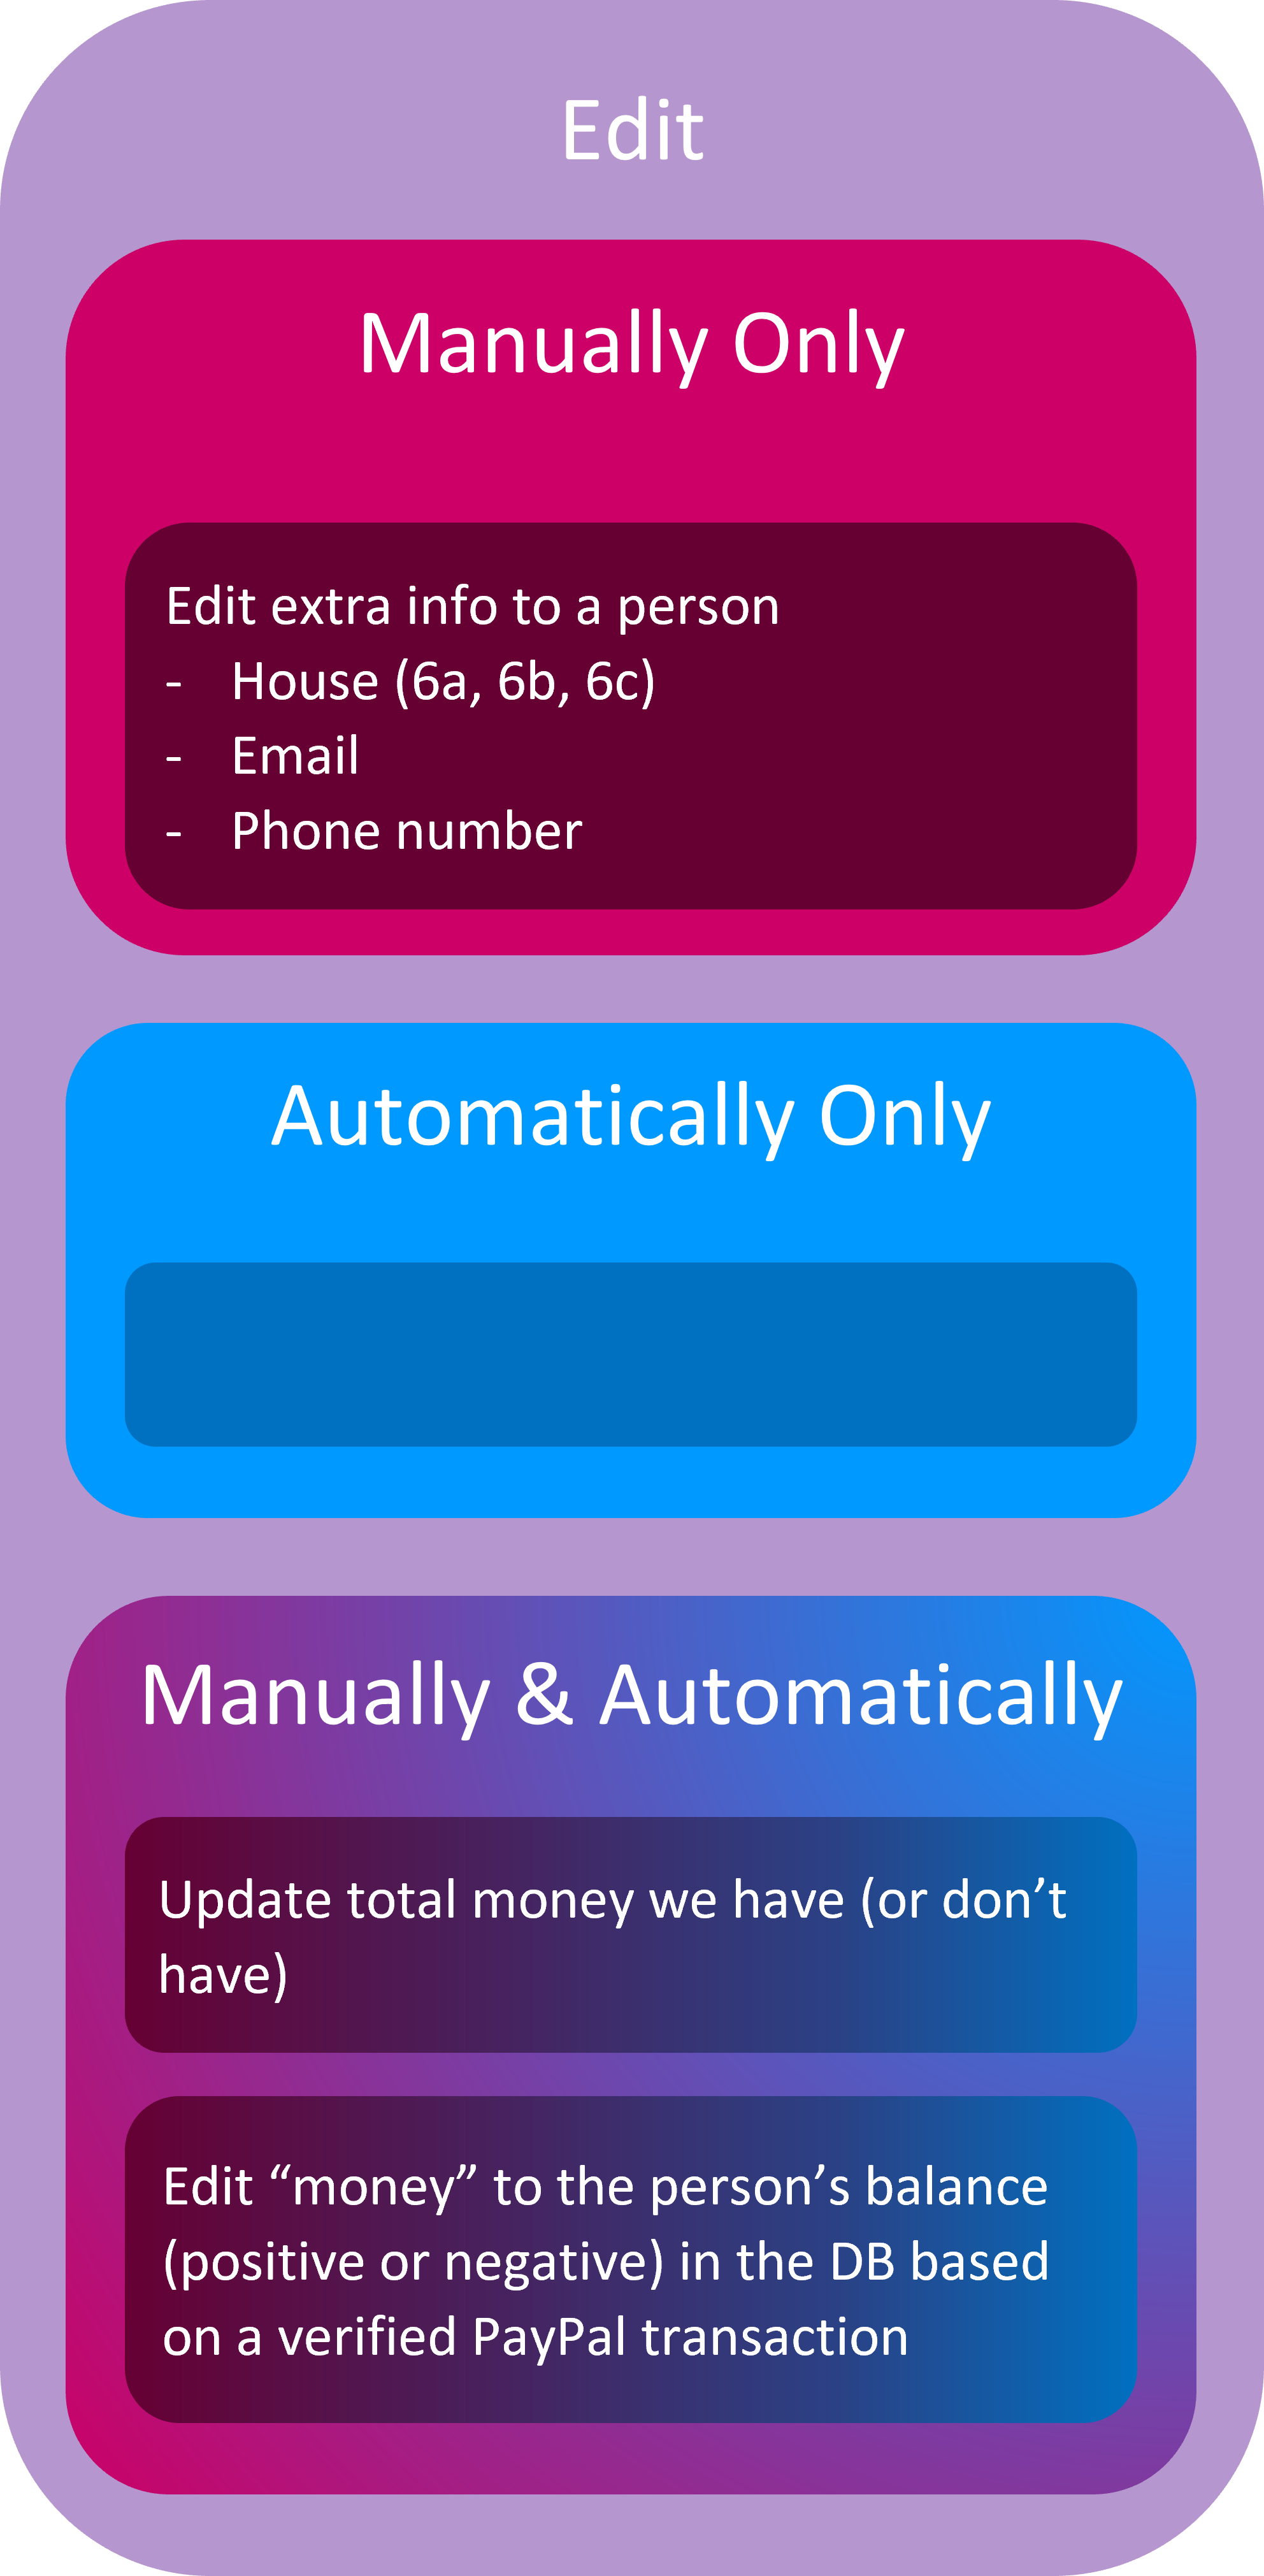 Edit
Manually Only
Edit extra info to a person
- House (6a, 6b, 6c)
- Email
- Phone number
Automatically Only
Manually & Automatically
Update total money we have (or don’t
have)
Edit “money” to the person’s balance
(positive or negative) in the DB based
on a verified PayPal transaction